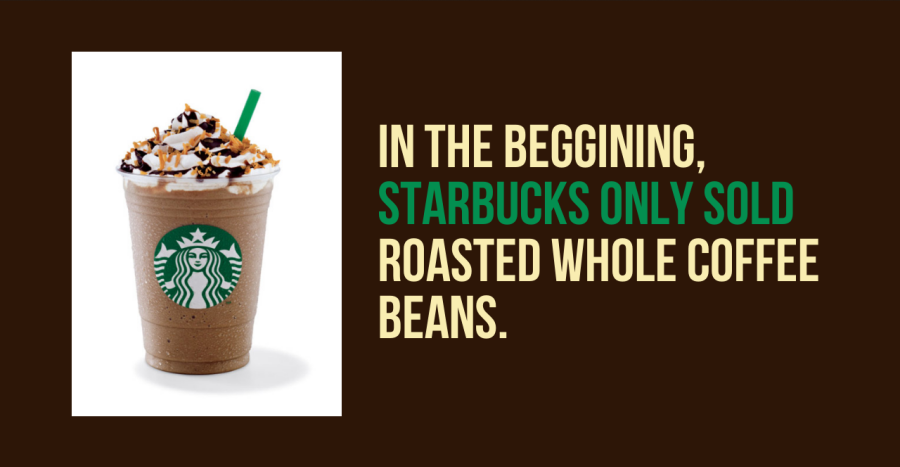 IN THE BEGGINING,
STARBUCKS ONLY SOLD
ROASTED WHOLE COFFEE
BEANS.